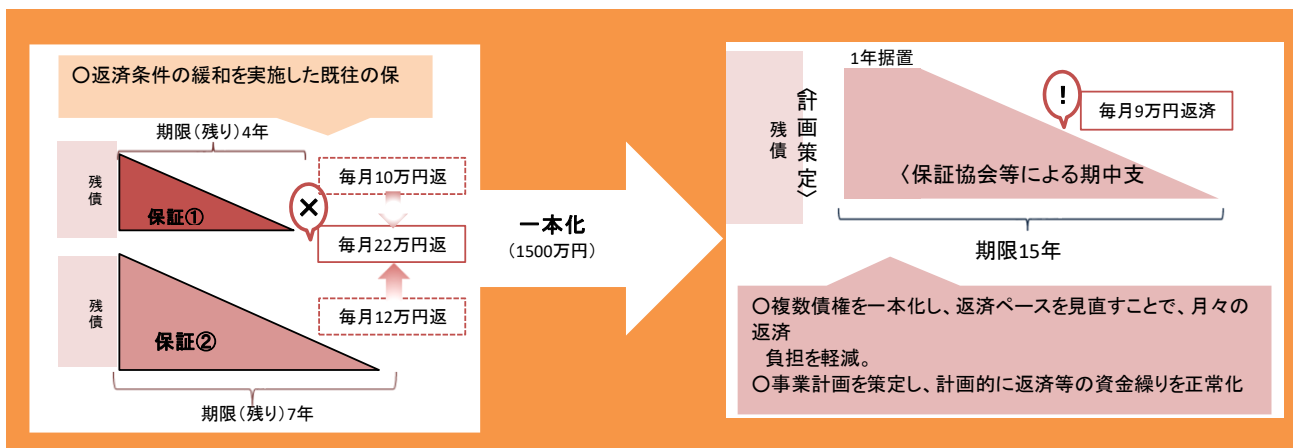 〇返済条件の緩和を実施した既往の保
期限(残り)4年
残債
保証①
×
毎月10万円返
毎月22万円返
毎月12万円返
残債
保証②
期限(残り)7年
一本化
(1500万円)
残債
〈計画策定〉
1年据置
!
毎月9万円返済
〈保証協会等による期中支
期限15年
〇複数債権を一本化し、返済ペースを見直すことで、月々の
返済
負担を軽減。
〇事業計画を策定し、計画的に返済等の資金繰りを正常化